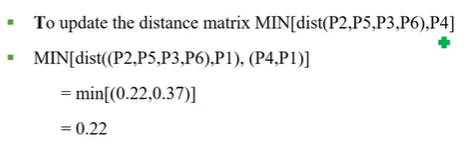 To update the distance matrix MIN[dist(P2,P5,P3,P6),P4]
MIN[dist((P2,P5,P3,P6),P1), (P4,P1)]
= min[(0.22,0.37)]
= 0.22